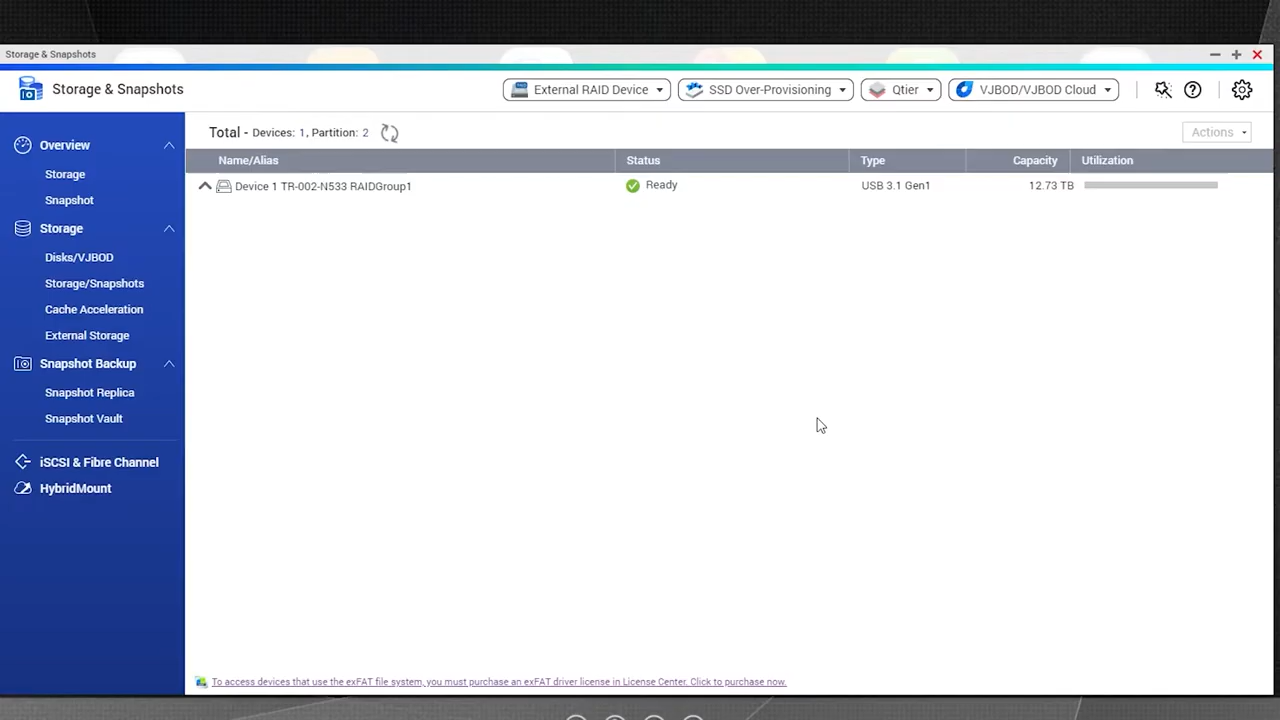 Storage & Snapshots
Storage & Snapshots
External RAID Device
SSD Over-Provisioning
Qtier
VJBOD/VJBOD Cloud
Overview
Storage
Snapshot
Storage
Disks/VJBOD
Storage/Snapshots
Cache Acceleration
External Storage
Snapshot Backup
Snapshot Replica
Snapshot Vault
iSCSI & Fibre Channel
HybridMount
Total - Devices: 1, Partition: 2
Actions
Name/Alias Status Type Capacity Utilization
Device 1 TR-002-N533 RAIDGroup1 Ready USB 3.1 Gen1 12.73 TB
To access devices that use the exFAT file system, you must purchase an exFAT driver license in License Center. Click to purchase now.